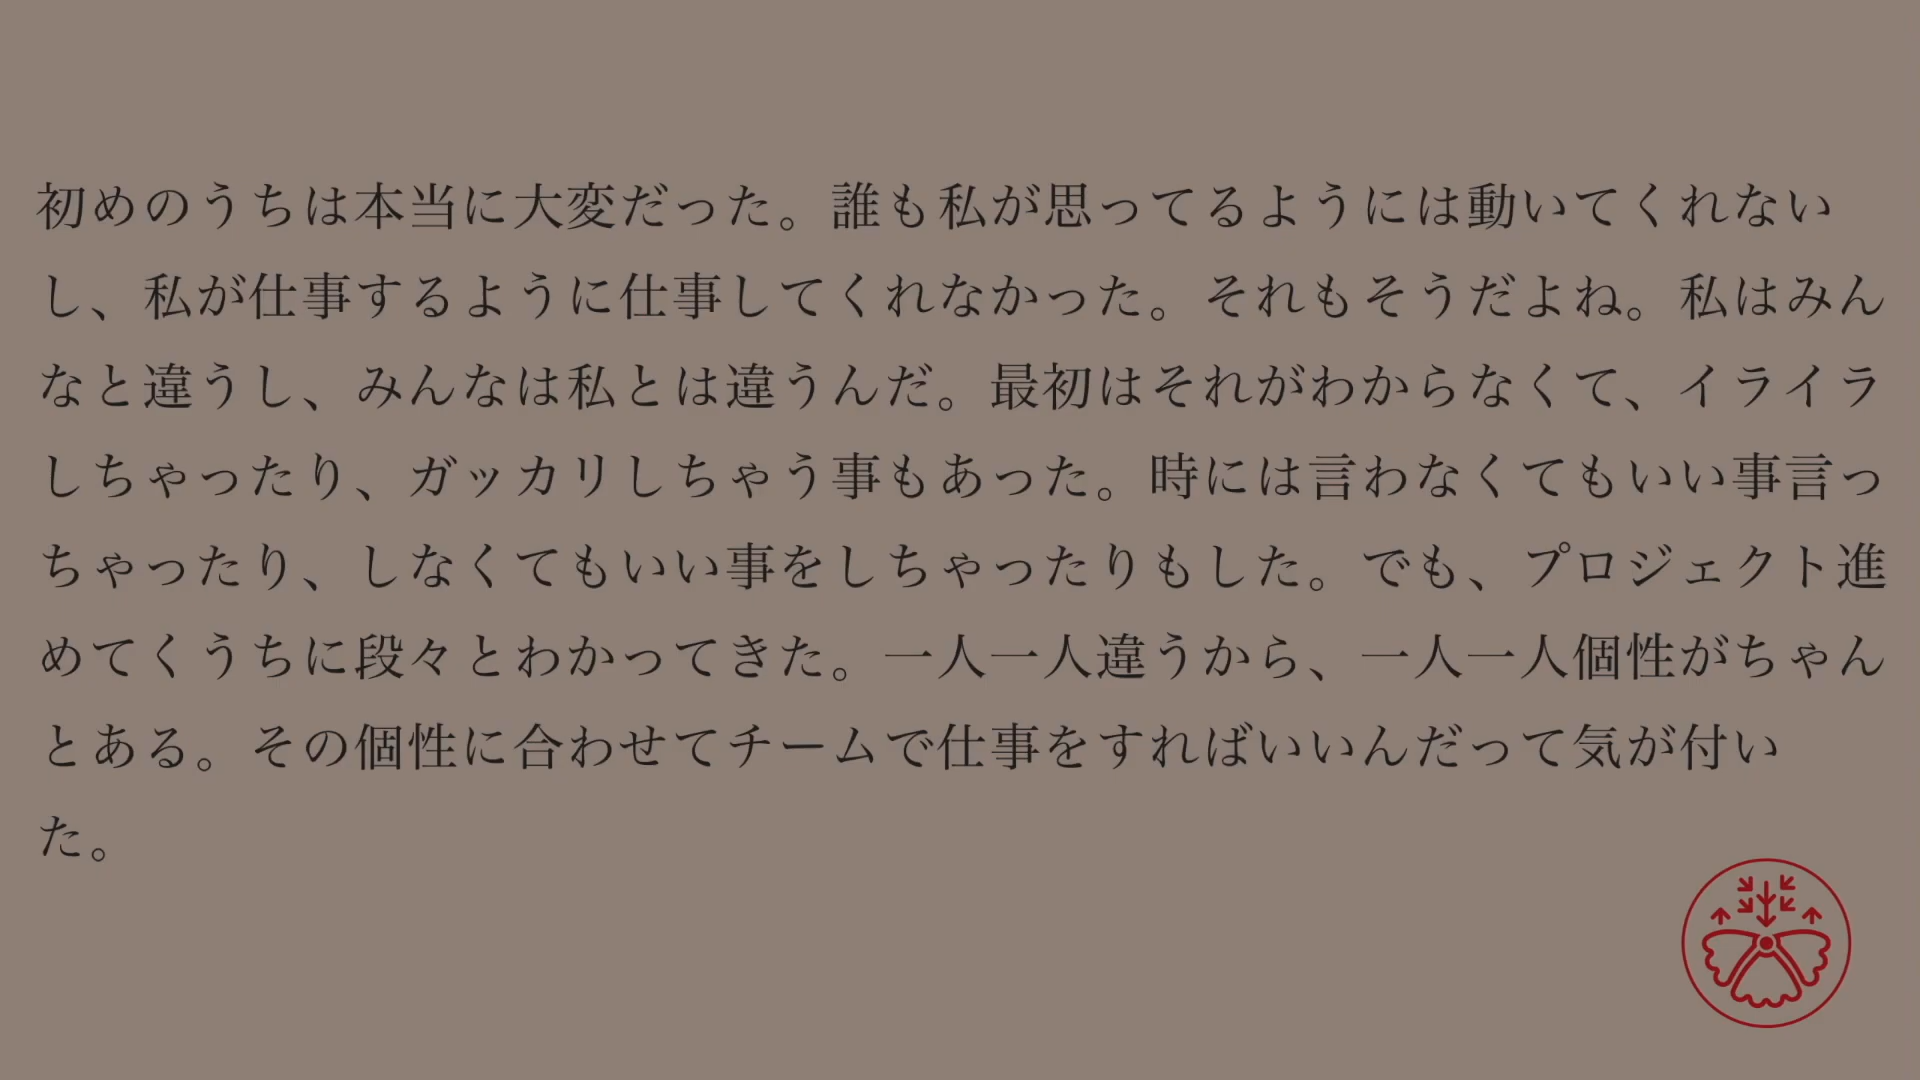 初めのうちは本当に大変だった。誰も私が思ってるようには動いてくれない
し、私が仕事するように仕事してくれなかった。それもそうだよね。私はみん
なと違うし、みんなは私とは違うんだ。最初はそれがわからなくて、イライラ
しちゃったり、ガッカリしちゃう事もあった。時には言わなくてもいい事言っ
ちゃったり、しなくてもいい事をしちゃったりもした。でも、プロジェクト進
めてくうちに段々とわかってきた。一人一人違うから、一人一人個性がちゃん
とある。その個性に合わせてチームで仕事をすればいいんだって気が付い
た。